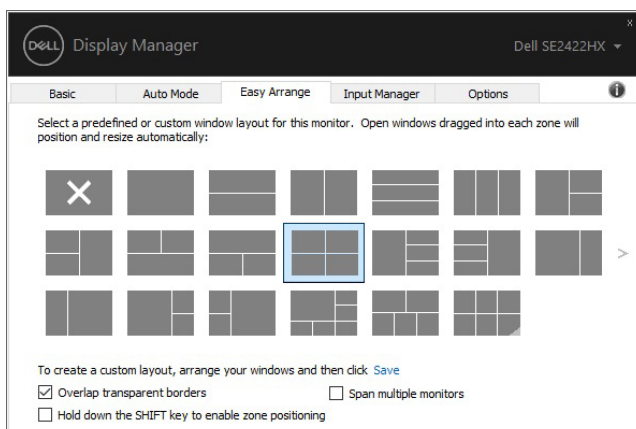 x
DELL Display Manager Dell SE2422HX
Basic Auto Mode Easy Arrange Input Manager Options i
Select a predefined or custom window layout for this monitor. Open windows dragged into each zone will
position and resize automatically:
>
To create a custom layout, arrange your windows and then click Save
Overlap transparent borders Span multiple monitors
Hold down the SHIFT key to enable zone positioning